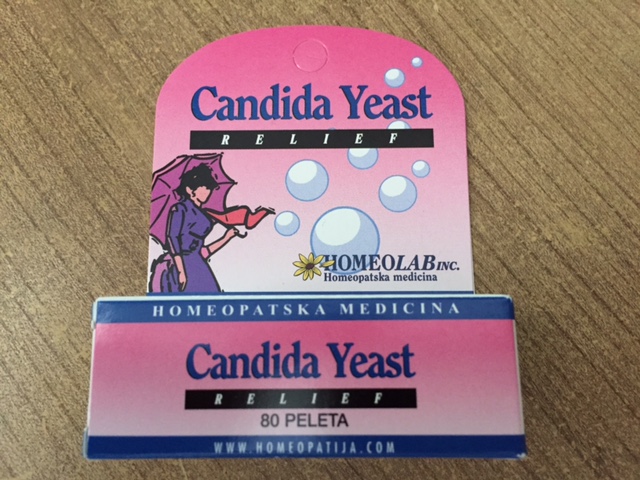 Candida Yeast
RELIEF
HOMEOLAB INC.
Homeopatska medicina
HOMEOPATSKA MEDICINA
Candida Yeast
RELIEF
80 PELETA
WWW.HOMEOPATIJA.COM